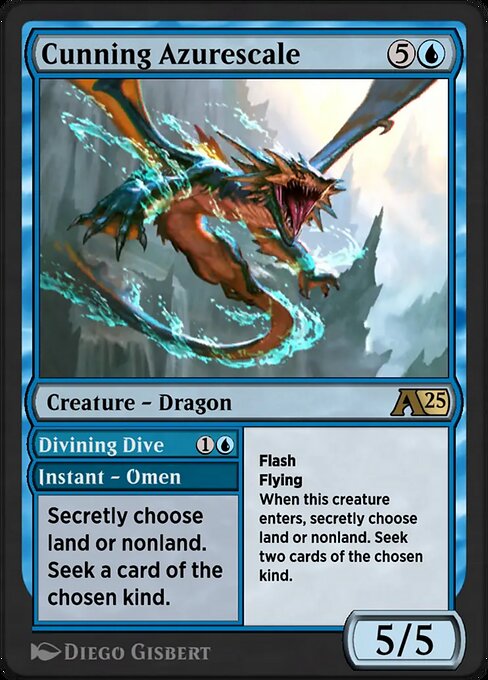 Cunning Azurescale 5
Creature – Dragon A25
Divining Dive 1
Instant – Omen
Secretly choose
land or nonland.
Seek a card of the
chosen kind.
Flash
Flying
When this creature
enters, secretly choose
land or nonland. Seek
two cards of the chosen
kind.
5/5
Diego Gisbert